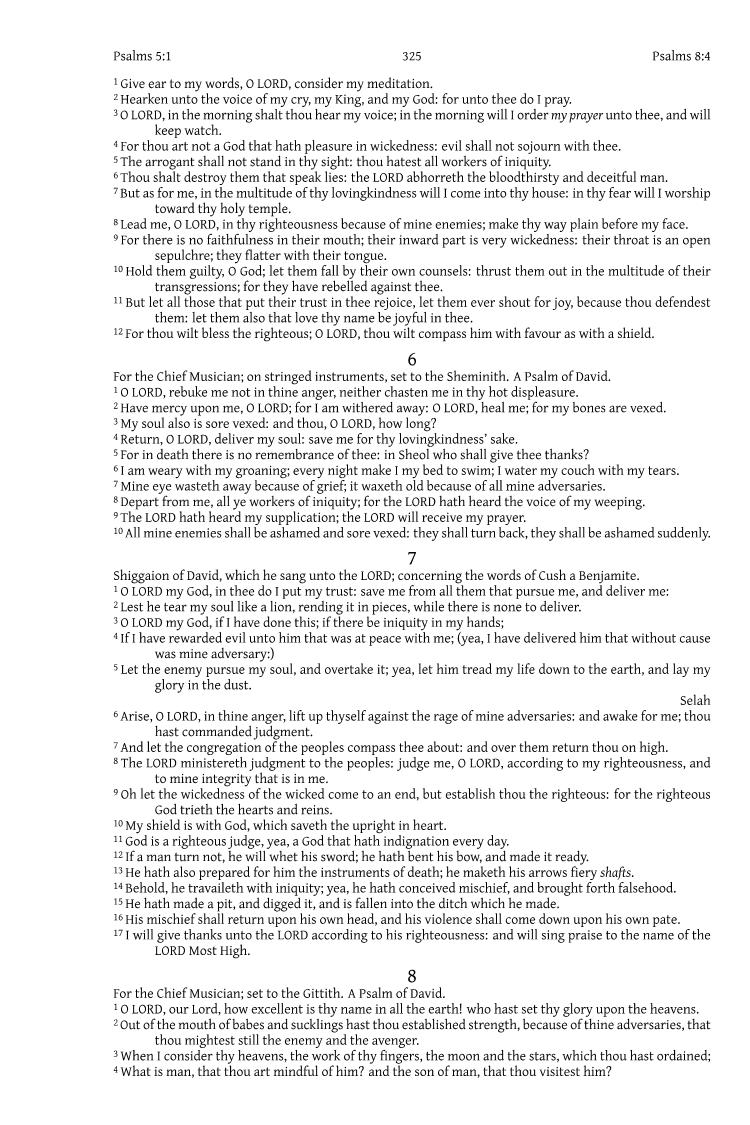 Psalms 5:1 325 Psalms 8:4
1 Give ear to my words, O LORD, consider my meditation.
2 Hearken unto the voice of my cry, my King, and my God: for unto thee do I pray.
3 O LORD, in the morning shalt thou hear my voice; in the morning will I order my prayer unto thee, and will
keep watch.
4 For thou art not a God that hath pleasure in wickedness: evil shall not sojourn with thee.
5 The arrogant shall not stand in thy sight: thou hatest all workers of iniquity.
6 Thou shalt destroy them that speak lies: the LORD abhorreth the bloodthirsty and deceitful man.
7 But as for me, in the multitude of thy lovingkindness will I come into thy house: in thy fear will I worship
toward thy holy temple.
8 Lead me, O LORD, in thy righteousness because of mine enemies; make thy way plain before my face.
9 For there is no faithfulness in their mouth; their inward part is very wickedness: their throat is an open
sepulchre; they flatter with their tongue.
10 Hold them guilty, O God; let them fall by their own counsels: thrust them out in the multitude of their
transgressions; for they have rebelled against thee.
11 But let all those that put their trust in thee rejoice, let them ever shout for joy, because thou defendest
them: let them also that love thy name be joyful in thee.
12 For thou wilt bless the righteous; O LORD, thou wilt compass him with favour as with a shield.
6
For the Chief Musician; on stringed instruments, set to the Sheminith. A Psalm of David.
1 O LORD, rebuke me not in thine anger, neither chasten me in thy hot displeasure.
2 Have mercy upon me, O LORD; for I am withered away: O LORD, heal me; for my bones are vexed.
3 My soul also is sore vexed: and thou, O LORD, how long?
4 Return, O LORD, deliver my soul: save me for thy lovingkindness' sake.
5 For in death there is no remembrance of thee: in Sheol who shall give thee thanks?
6 I am weary with my groaning; every night make I my bed to swim; I water my couch with my tears.
7 Mine eye wasteth away because of grief; it waxeth old because of all mine adversaries.
8 Depart from me, all ye workers of iniquity; for the LORD hath heard the voice of my weeping.
9 The LORD hath heard my supplication; the LORD will receive my prayer.
10 All mine enemies shall be ashamed and sore vexed: they shall turn back, they shall be ashamed suddenly.
7
Shiggaion of David, which he sang unto the LORD; concerning the words of Cush a Benjamite.
1 O LORD my God, in thee do I put my trust: save me from all them that pursue me, and deliver me:
2 Lest he tear my soul like a lion, rending it in pieces, while there is none to deliver.
3 O LORD my God, if I have done this; if there be iniquity in my hands;
4 If I have rewarded evil unto him that was at peace with me; (yea, I have delivered him that without cause
was mine adversary:)
5 Let the enemy pursue my soul, and overtake it; yea, let him tread my life down to the earth, and lay my
glory in the dust.
Selah
6 Arise, O LORD, in thine anger, lift up thyself against the rage of mine adversaries: and awake for me; thou
hast commanded judgment.
7 And let the congregation of the peoples compass thee about: and over them return thou on high.
8 The LORD ministereth judgment to the peoples: judge me, O LORD, according to my righteousness, and
to mine integrity that is in me.
9 Oh let the wickedness of the wicked come to an end, but establish thou the righteous: for the righteous
God trieth the hearts and reins.
10 My shield is with God, which saveth the upright in heart.
11 God is a righteous judge, yea, a God that hath indignation every day.
12 If a man turn not, he will whet his sword; he hath bent his bow, and made it ready.
13 He hath also prepared for him the instruments of death; he maketh his arrows fiery shafts.
14 Behold, he travaileth with iniquity; yea, he hath conceived mischief, and brought forth falsehood.
15 He hath made a pit, and digged it, and is fallen into the ditch which he made.
16 His mischief shall return upon his own head, and his violence shall come down upon his own pate.
17 I will give thanks unto the LORD according to his righteousness: and will sing praise to the name of the
LORD Most High.
8
For the Chief Musician; set to the Gittith. A Psalm of David.
1 O LORD, our Lord, how excellent is thy name in all the earth! who hast set thy glory upon the heavens.
2 Out of the mouth of babes and sucklings hast thou established strength, because of thine adversaries, that
thou mightest still the enemy and the avenger.
3 When I consider thy heavens, the work of thy fingers, the moon and the stars, which thou hast ordained;
4 What is man, that thou art mindful of him? and the son of man, that thou visitest him?